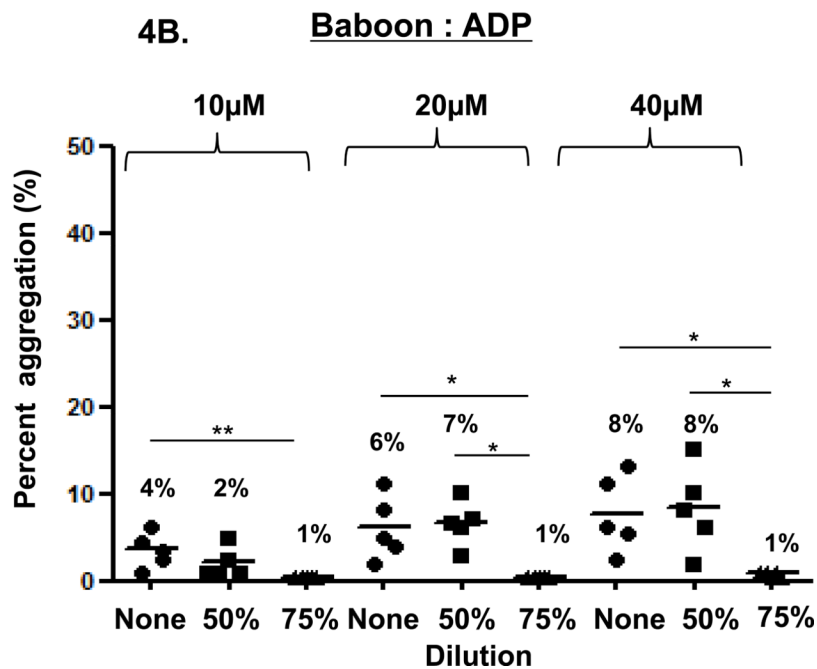 4B. Baboon : ADP
10µM 20µM 40µM
Percent aggregation (%)
50
40
30
20
10
0
** * * * *
4% 2% 1% 6% 7% 1% 8% 8% 1%
None 50% 75% None 50% 75% None 50% 75%
Dilution